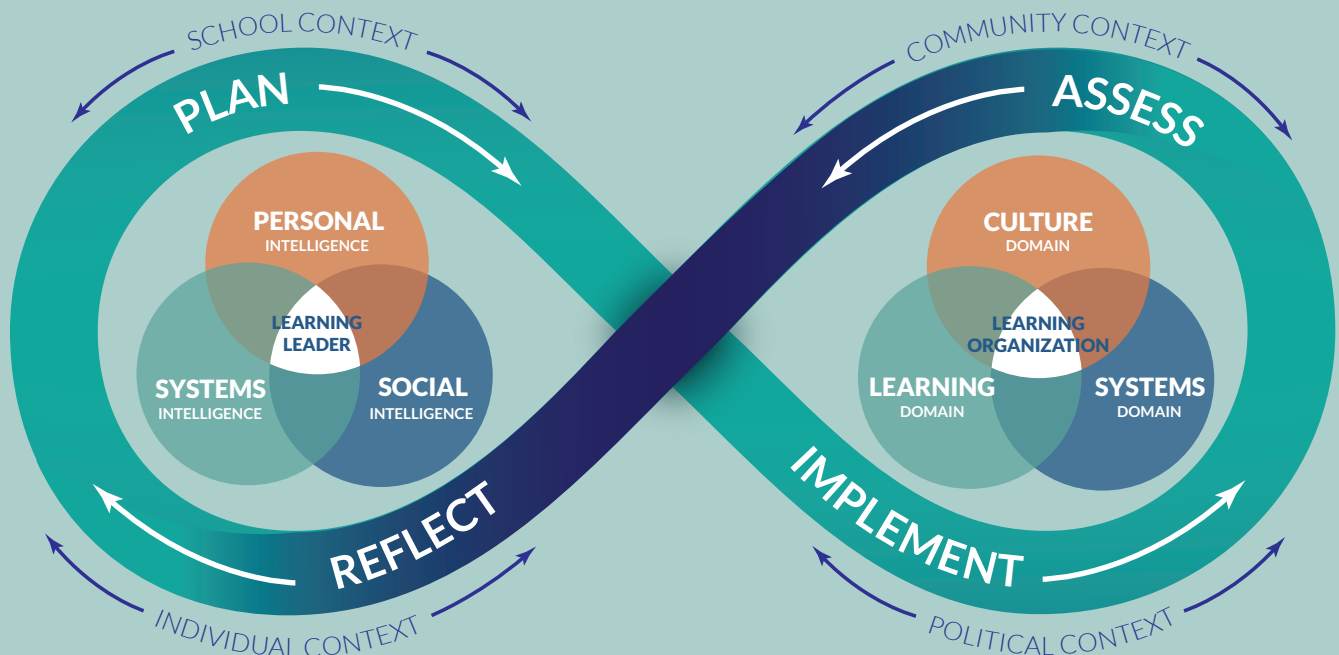 SCHOOL CONTEXT
PLAN
PERSONAL
INTELLIGENCE
LEARNING
LEADER
SYSTEMS
INTELLIGENCE
SOCIAL
INTELLIGENCE
REFLECT
INDIVIDUAL CONTEXT
COMMUNITY CONTEXT
ASSESS
CULTURE
DOMAIN
LEARNING
ORGANIZATION
LEARNING
DOMAIN
SYSTEMS
DOMAIN
IMPLEMENT
POLITICAL CONTEXT